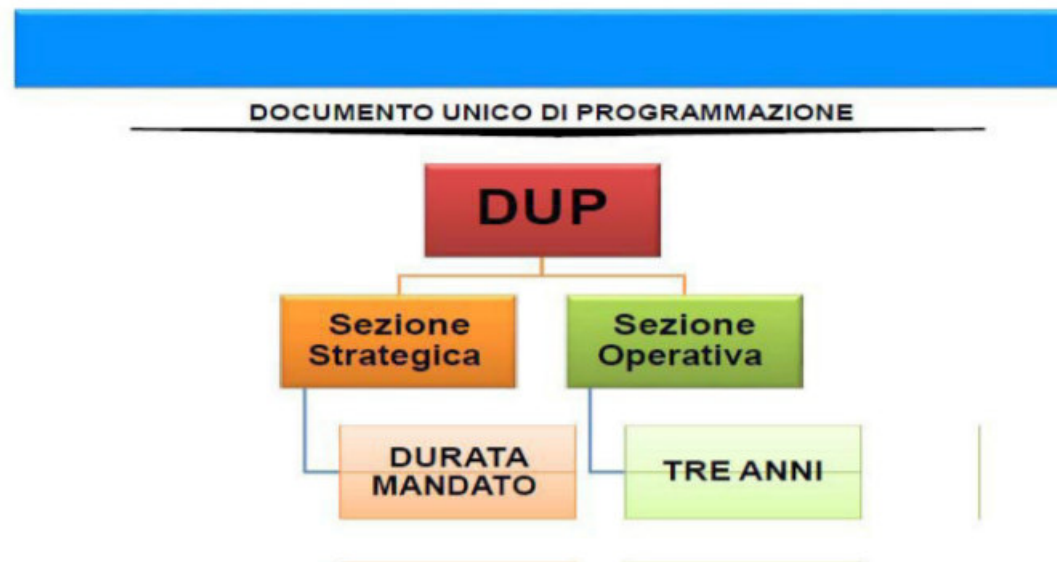 DOCUMENTO UNICO DI PROGRAMMAZIONE
DUP
Sezione
Strategica
Sezione
Operativa
DURATA
MANDATO
TRE ANNI